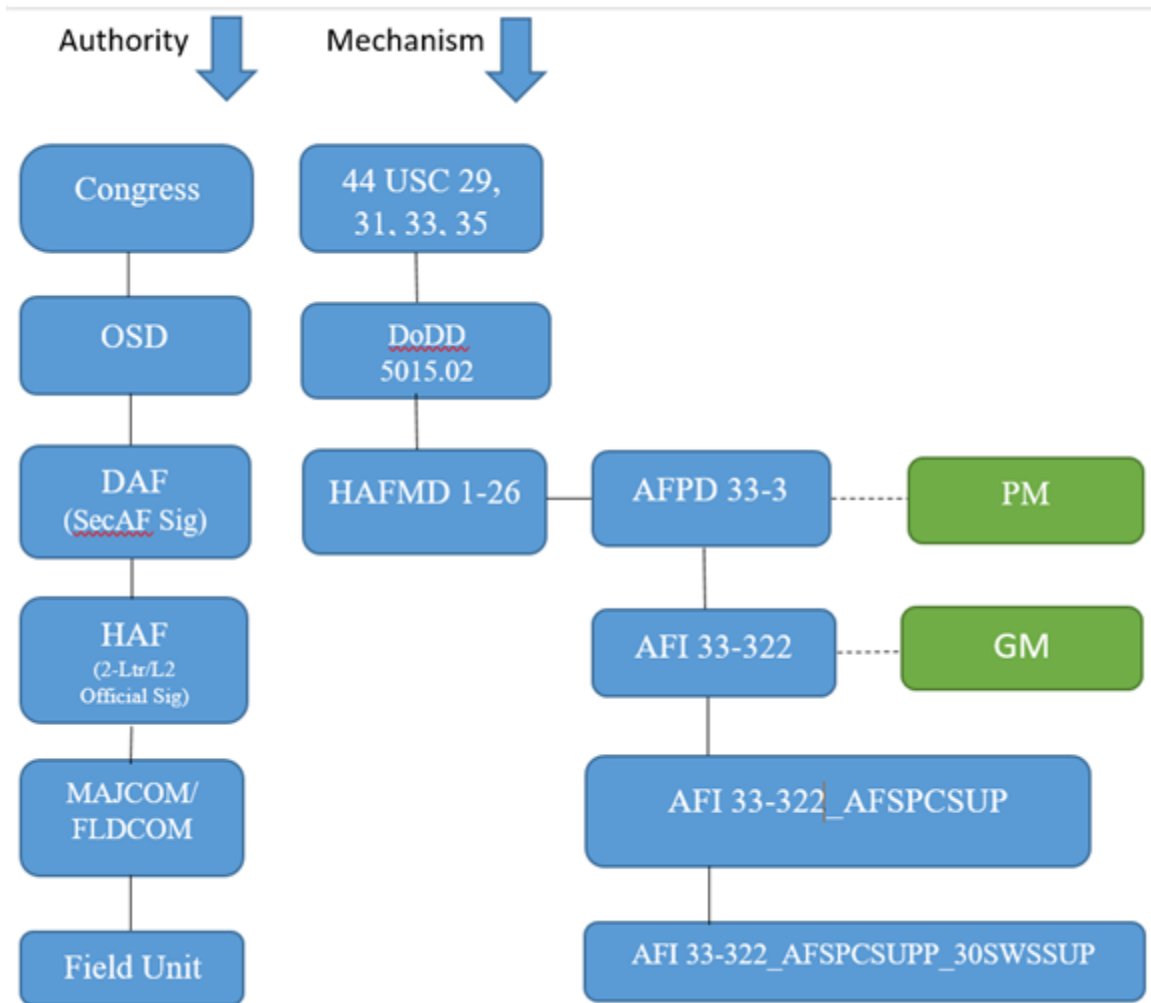 Authority
Mechanism
Congress
44 USC 29,
31, 33, 35
OSD
DoDD
5015.02
DAF
(SecAF Sig)
HAFMD 1-26
AFPD 33-3
PM
HAF
(2-Ltr/L2
Official Sig)
AFI 33-322
GM
MAJCOM/
FLDCOM
AFI 33-322_AFSPCSUP
Field Unit
AFI 33-322_AFSPCSUPP_30SWSSUP